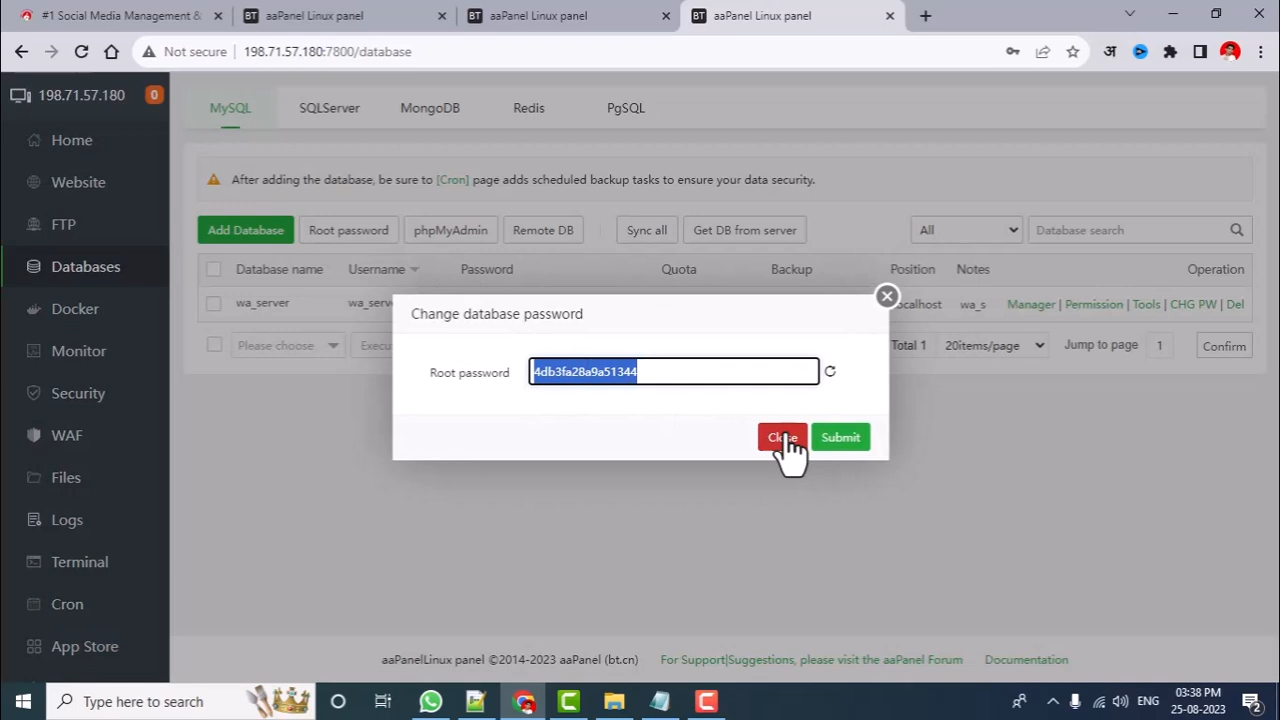 #1 Social Media Management &
aaPanel Linux panel
aaPanel Linux panel
aaPanel Linux panel
Not secure 198.71.57.180:7800/database
198.71.57.180 0
Home
Website
FTP
Databases
Docker
Monitor
Security
WAF
Files
Logs
Terminal
Cron
App Store
MySQL SQLServer MongoDB Redis PgSQL
After adding the database, be sure to [Cron] page adds scheduled backup tasks to ensure your data security.
Add Database Root password phpMyAdmin Remote DB Sync all Get DB from server All Database search
Database name Username Password Quota Backup Position Notes Operation
wa_server wa_serve localhost wa_s Manager | Permission | Tools | CHG PW | Del
Please choose Execu Total 1 20items/page Jump to page 1 Confirm
Change database password
Root password 4db3fa28a9a51344
Close Submit
aaPanelLinux panel ©2014-2023 aaPanel (bt.cn) For Support|Suggestions, please visit the aaPanel Forum Documentation
Type here to search
ENG
03:38 PM
25-08-2023
2